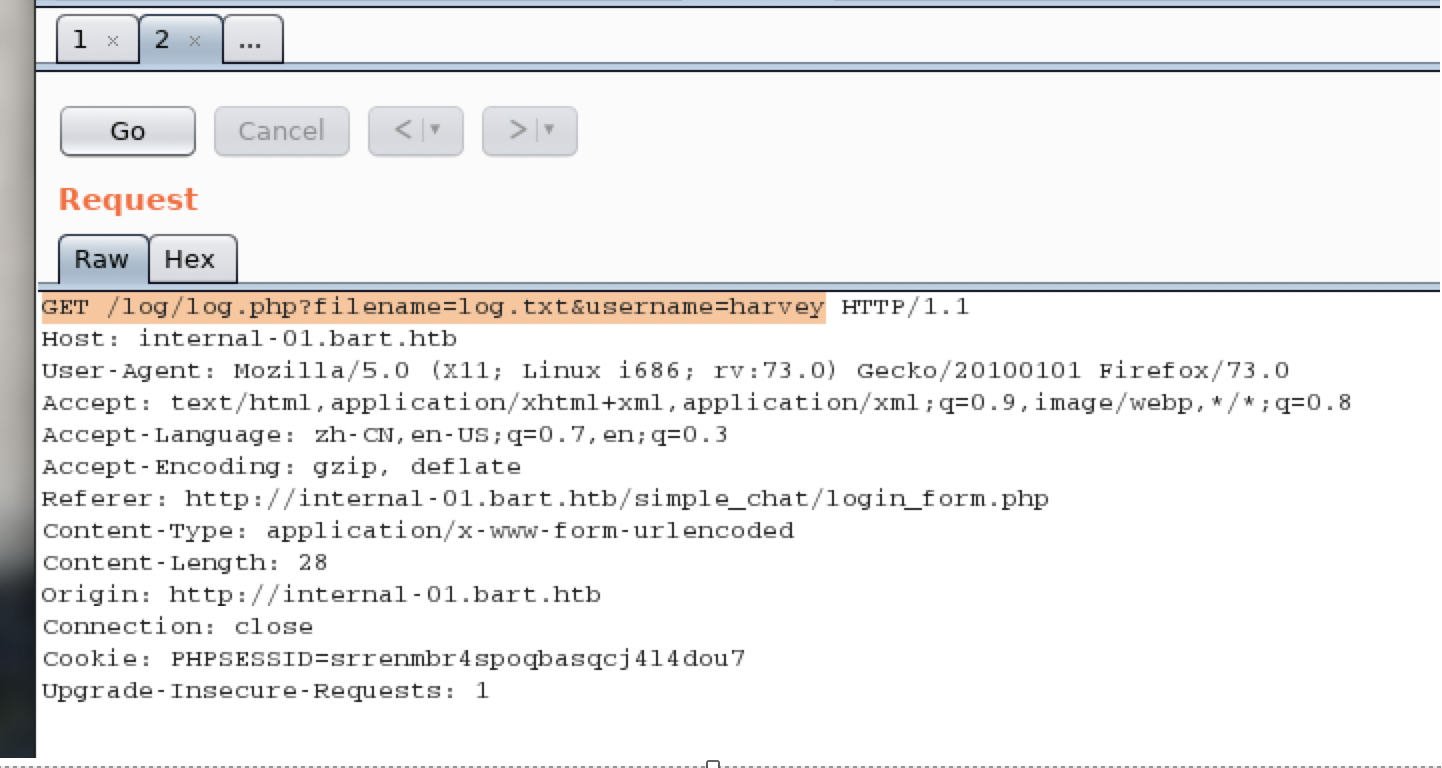 1 × 2 × ...
Go Cancel < ▼ > ▼
Request
Raw Hex
GET /log/log.php?filename=log.txt&username=harvey HTTP/1.1
Host: internal-01.bart.htb
User-Agent: Mozilla/5.0 (X11; Linux i686; rv:73.0) Gecko/20100101 Firefox/73.0
Accept: text/html,application/xhtml+xml,application/xml;q=0.9,image/webp,*/*;q=0.8
Accept-Language: zh-CN,en-US;q=0.7,en;q=0.3
Accept-Encoding: gzip, deflate
Referer: http://internal-01.bart.htb/simple_chat/login_form.php
Content-Type: application/x-www-form-urlencoded
Content-Length: 28
Origin: http://internal-01.bart.htb
Connection: close
Cookie: PHPSESSID=srrenmbr4spoqbasqcj4l4dou7
Upgrade-Insecure-Requests: 1